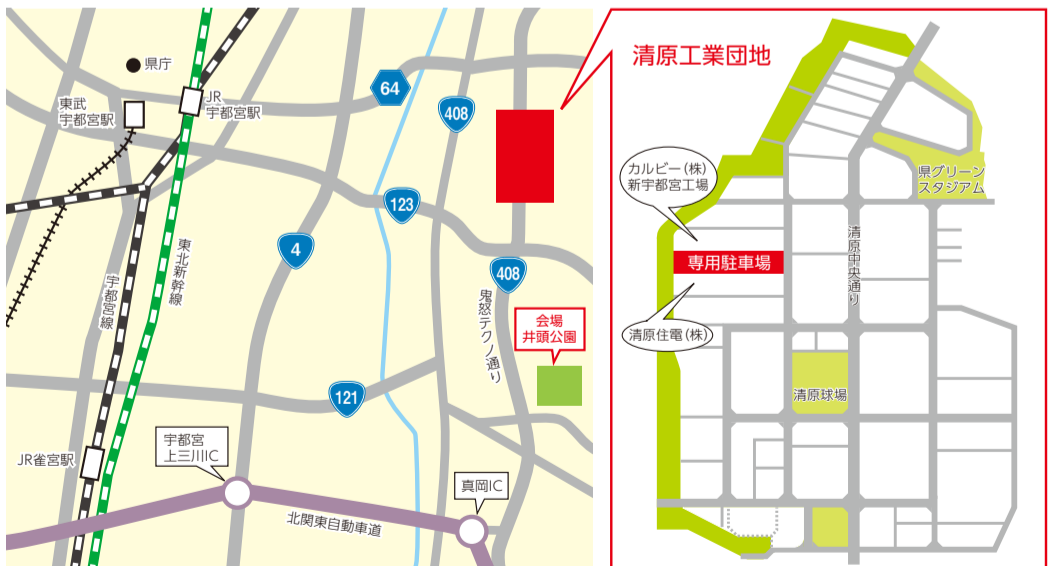 県庁
東武
宇都宮駅
JR
宇都宮駅
64
408
123
4
408
121
東北新幹線
宇都宮線
鬼怒テクノ通り
会場
井頭公園
JR雀宮駅
宇都宮
上三川IC
真岡IC
北関東自動車道
清原工業団地
カルビー(株)
新宇都宮工場
県グリーン
スタジアム
清原中央通り
専用駐車場
清原住電(株)
清原球場